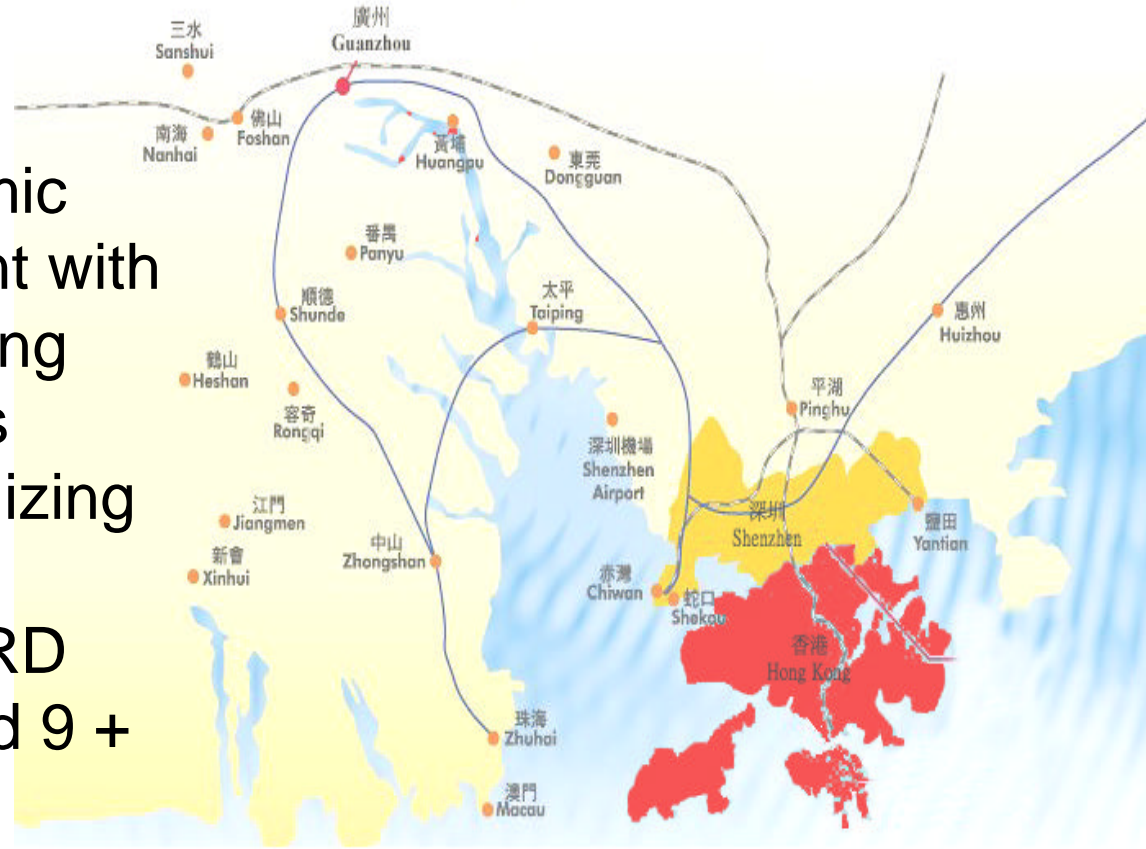 三水
Sanshui
廣州
Guanzhou
佛山
Foshan
南海
Nanhai
黃埔
Huangpu
東莞
Dongguan
mic
nt with
ng
s
izing
RD
d 9 +
番禺
Panyu
順德
Shunde
太平
Taiping
惠州
Huizhou
鶴山
Heshan
容奇
Rongqi
平湖
Pinghu
深圳機場
Shenzhen
Airport
江門
Jiangmen
新會
Xinhui
中山
Zhongshan
深圳
Shenzhen
鹽田
Yantian
赤灣
Chiwan
蛇口
Shekou
香港
Hong Kong
珠海
Zhuhai
澳門
Macau